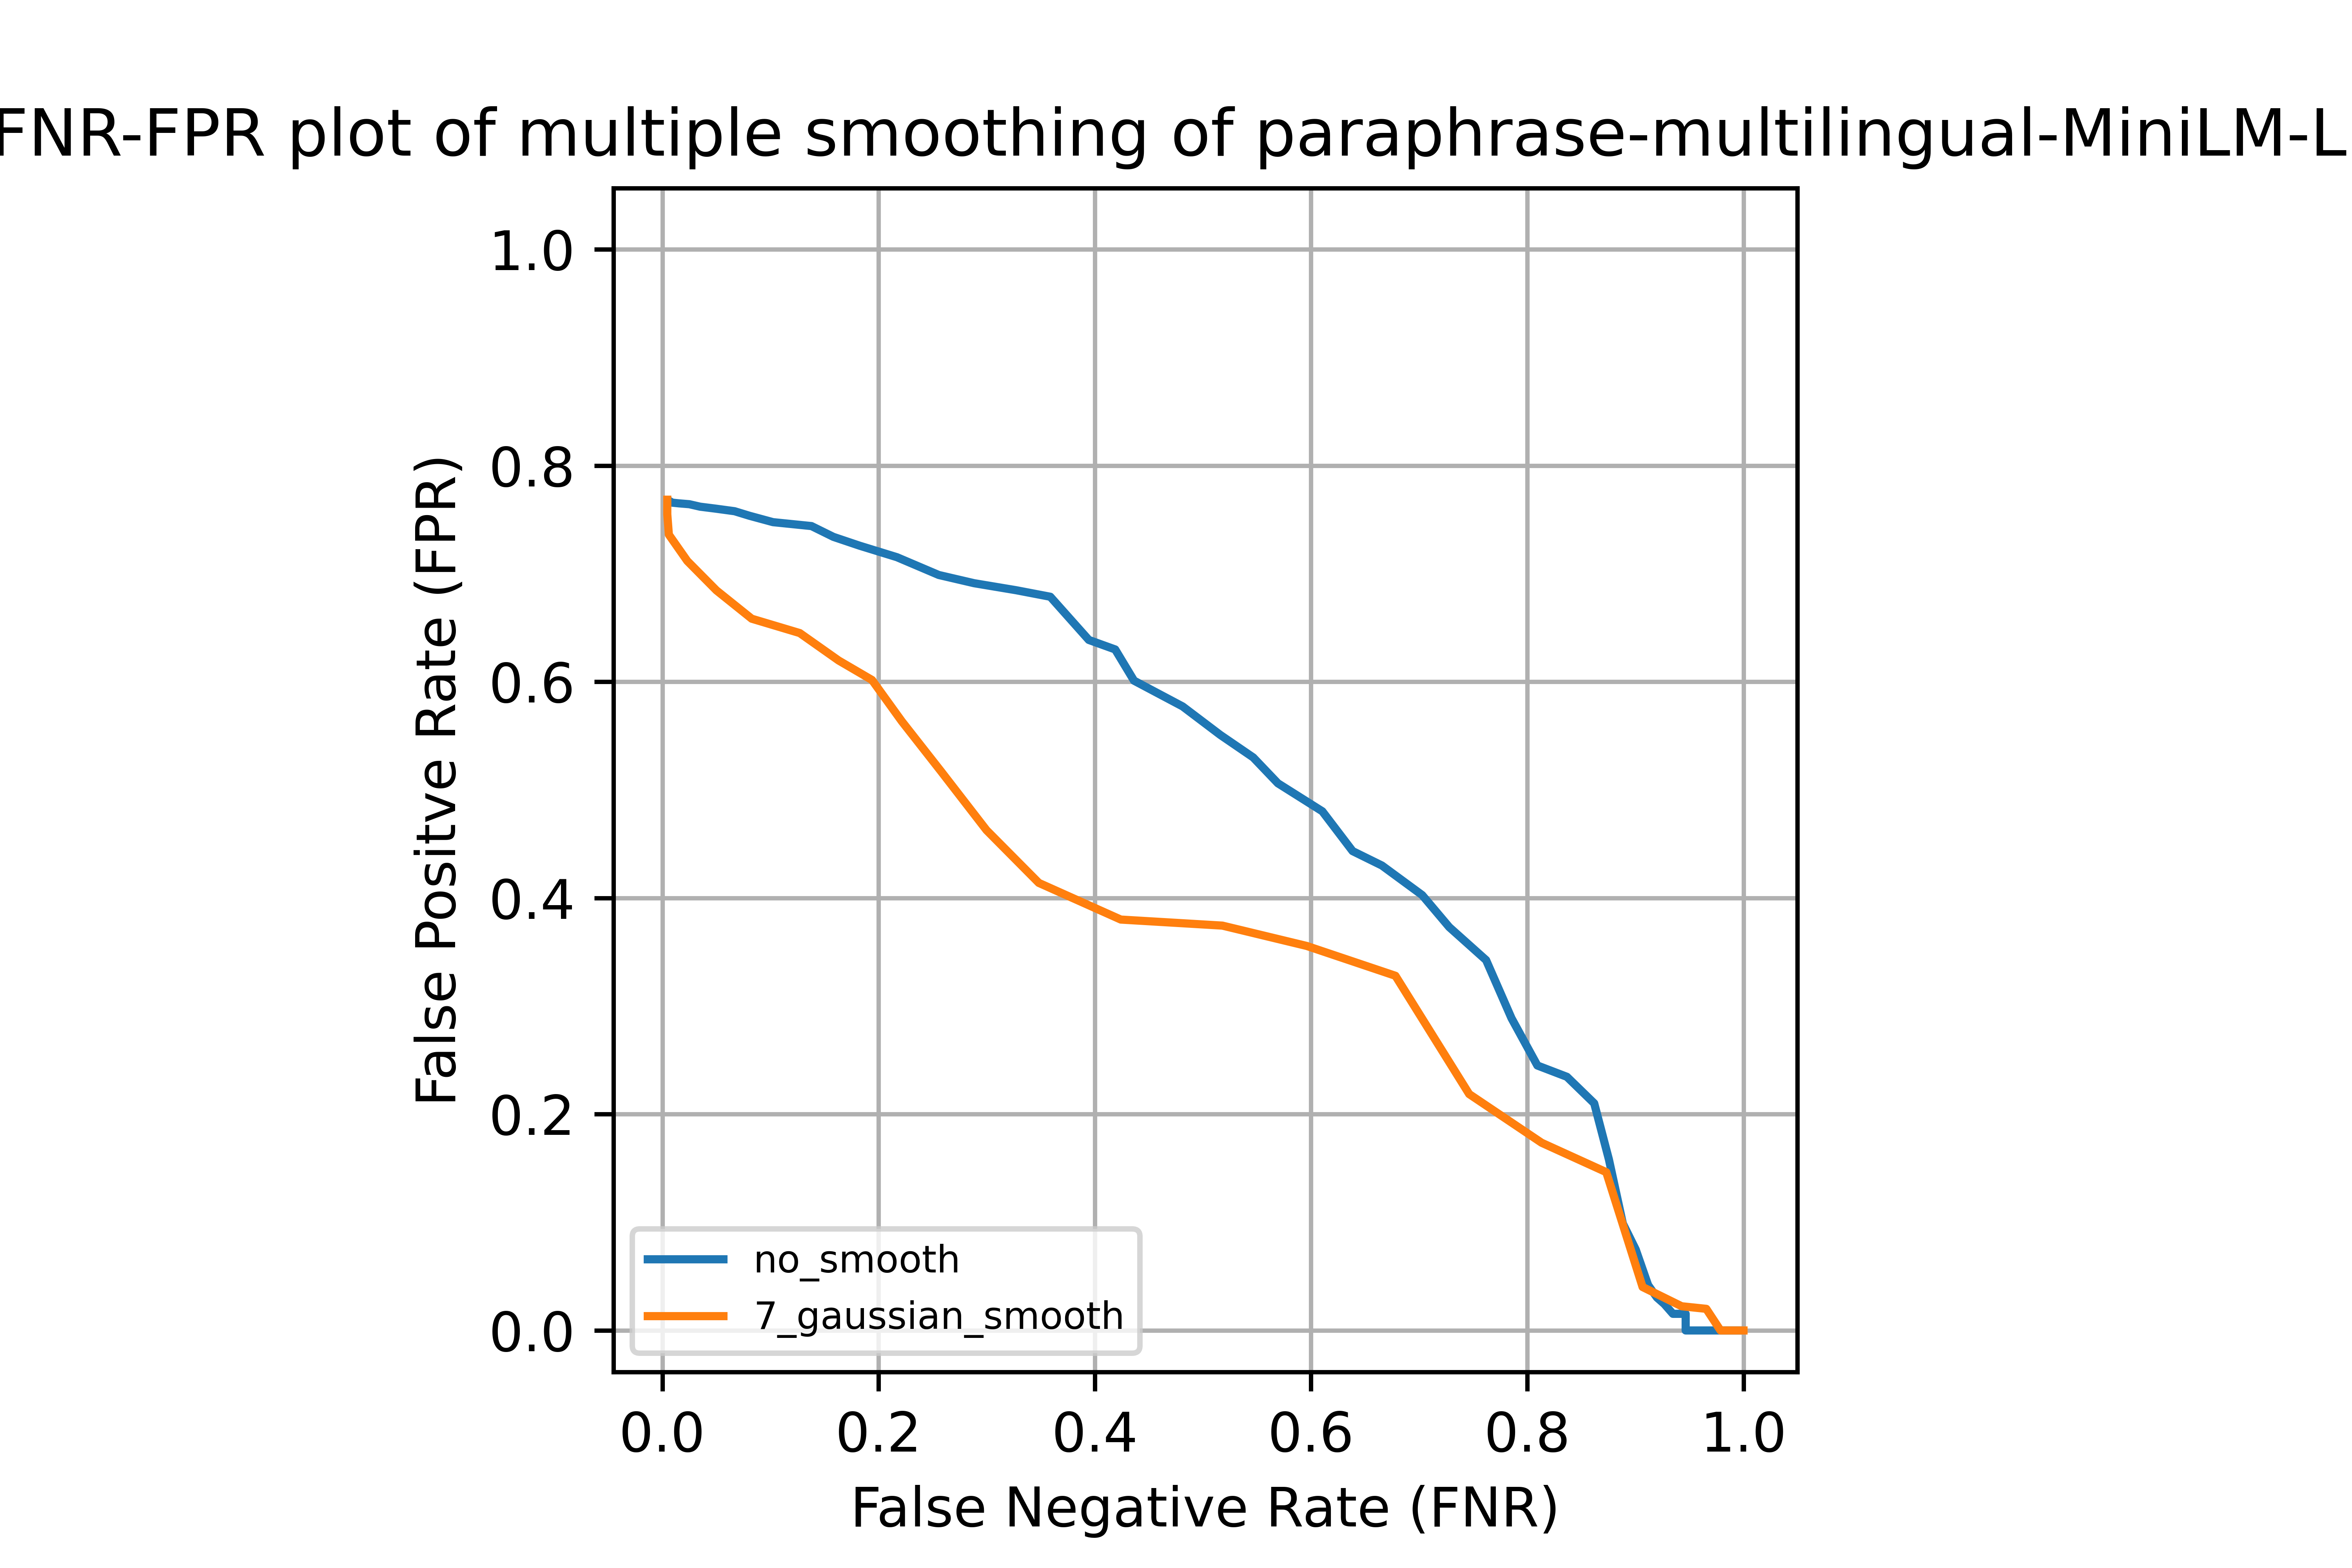 FNR-FPR plot of multiple smoothing of paraphrase-multilingual-MiniLM-L
1.0
0.8
0.6
0.4
0.2
0.0
False Positve Rate (FPR)
no_smooth
7_gaussian_smooth
0.0 0.2 0.4 0.6 0.8 1.0
False Negative Rate (FNR)